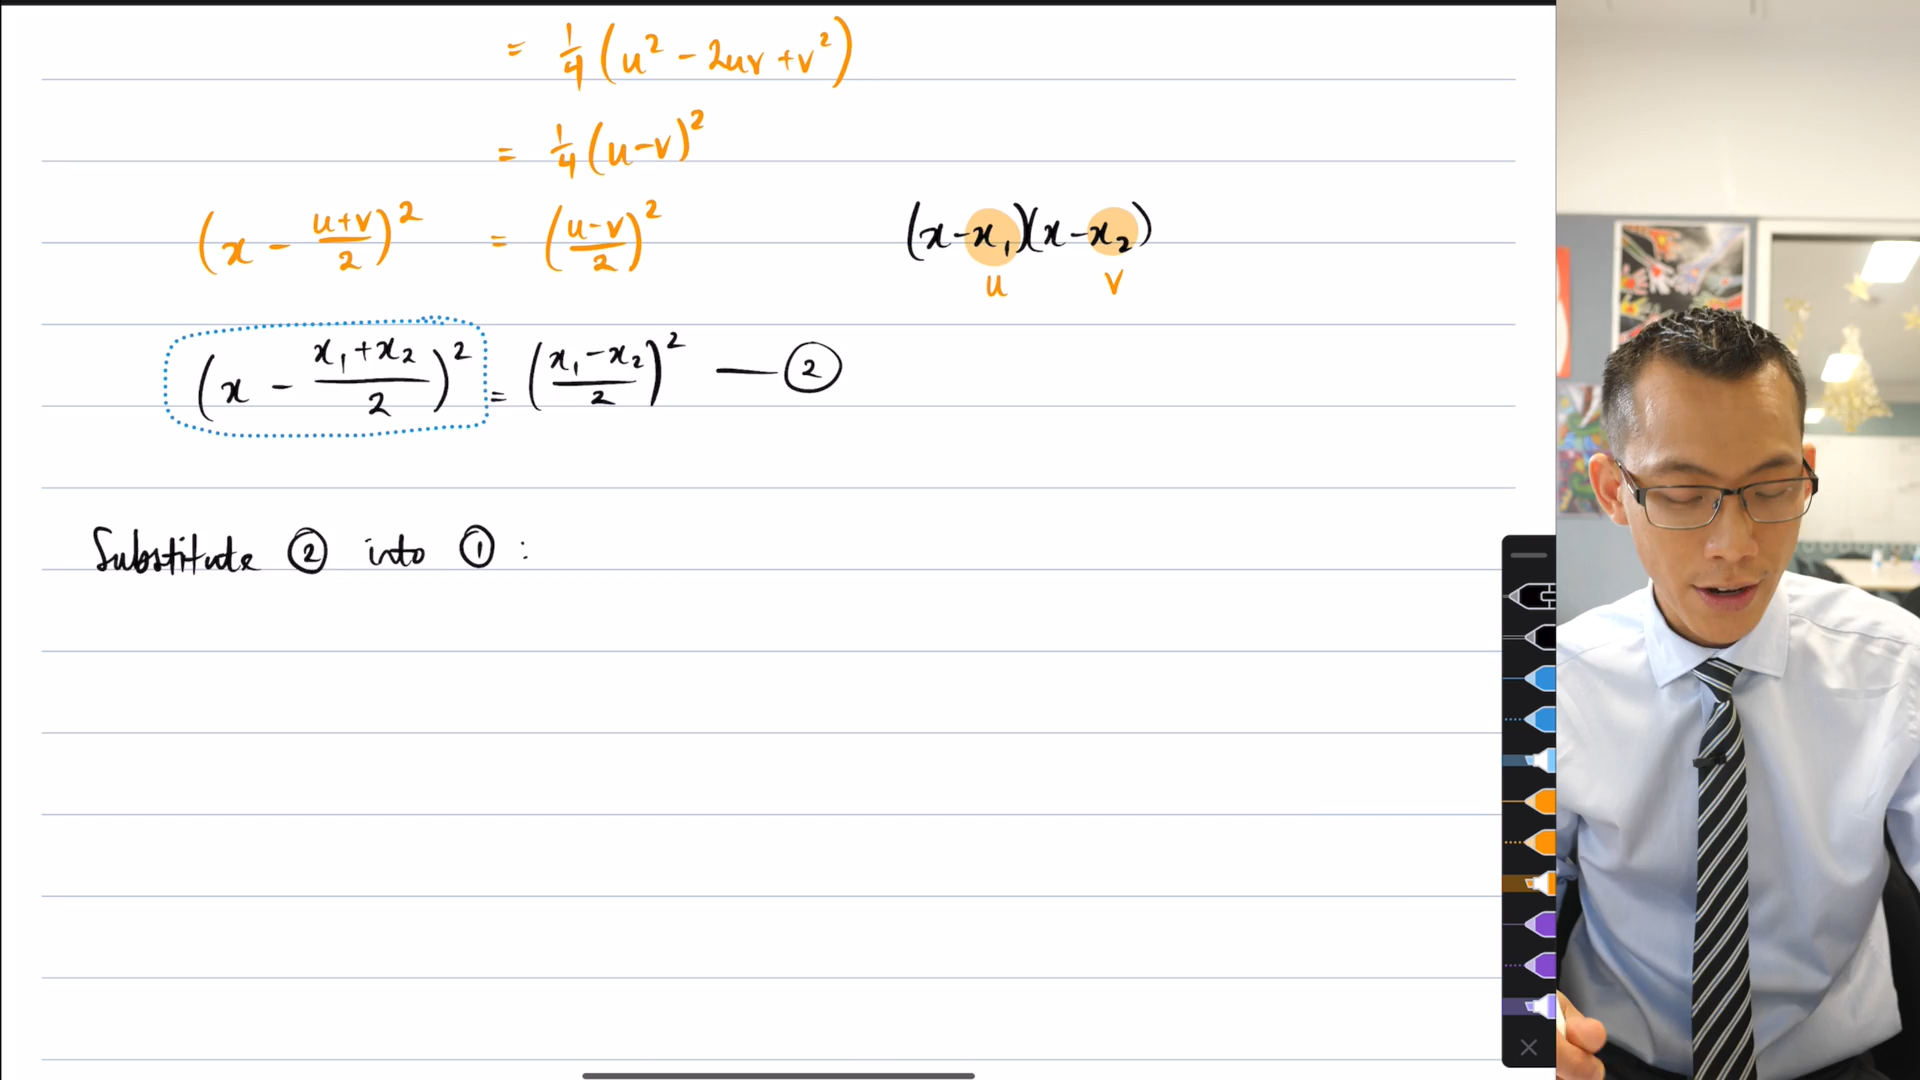 = 1/4 (u² - 2uv + v²)
= 1/4 (u-v)²
(x - (u+v)/2)² = ((u-v)/2)²
(x-x₁)(x-x₂)
u v
(x - (x₁+x₂)/2)² = ((x₁-x₂)/2)² — ②
Substitute ② into ① :